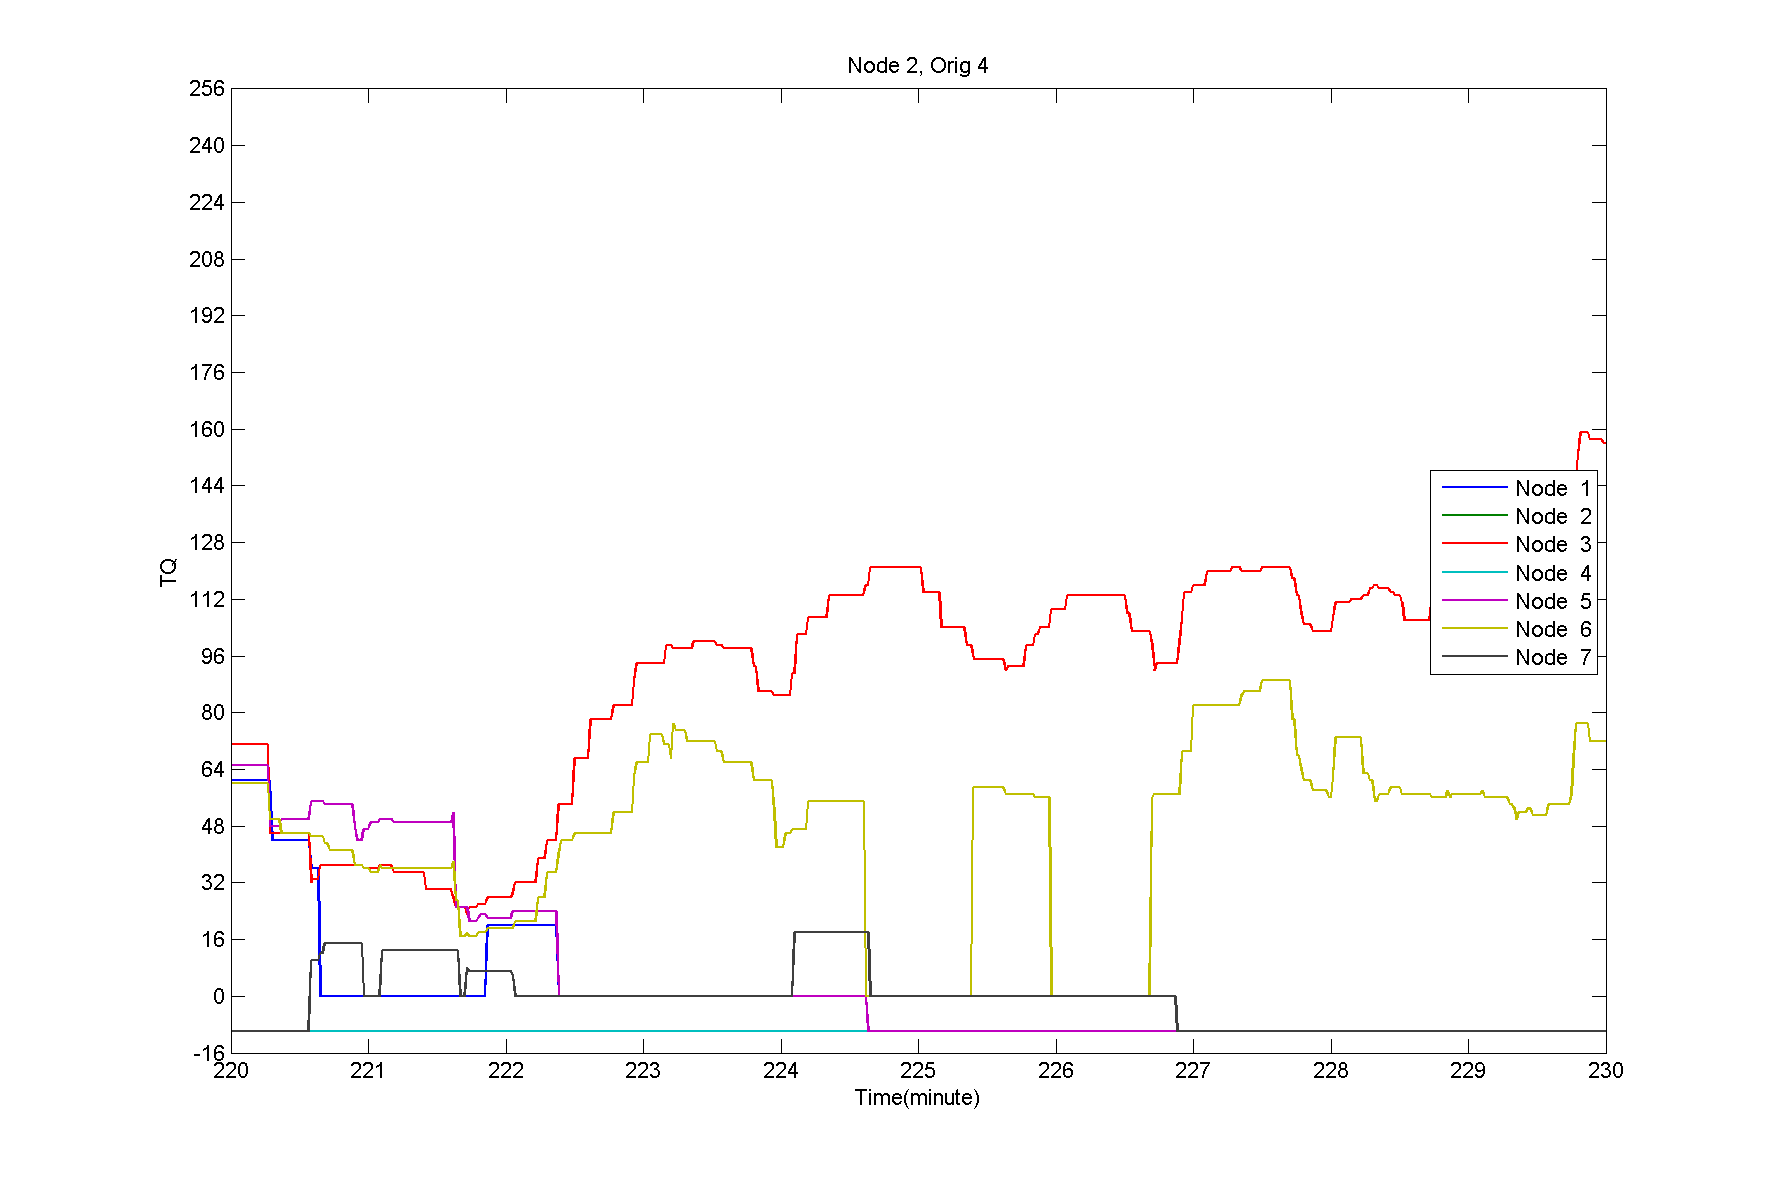 Node 2, Orig 4
256
240
224
208
192
176
160
144
128
112
96
80
64
48
32
16
0
-16
TQ
220 221 222 223 224 225 226 227 228 229 230
Time(minute)
Node 1
Node 2
Node 3
Node 4
Node 5
Node 6
Node 7